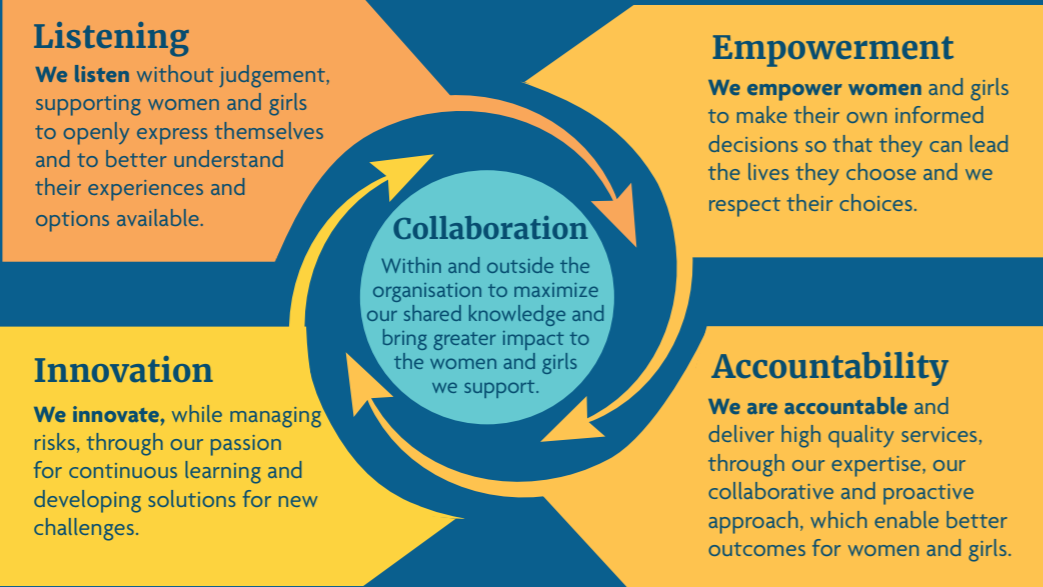 Listening
We listen without judgement,
supporting women and girls
to openly express themselves
and to better understand
their experiences and
options available.
Empowerment
We empower women and girls
to make their own informed
decisions so that they can lead
the lives they choose and we
respect their choices.
Collaboration
Within and outside the
organisation to maximize
our shared knowledge and
bring greater impact to
the women and girls
we support.
Innovation
We innovate, while managing
risks, through our passion
for continuous learning and
developing solutions for new
challenges.
Accountability
We are accountable and
deliver high quality services,
through our expertise, our
collaborative and proactive
approach, which enable better
outcomes for women and girls.